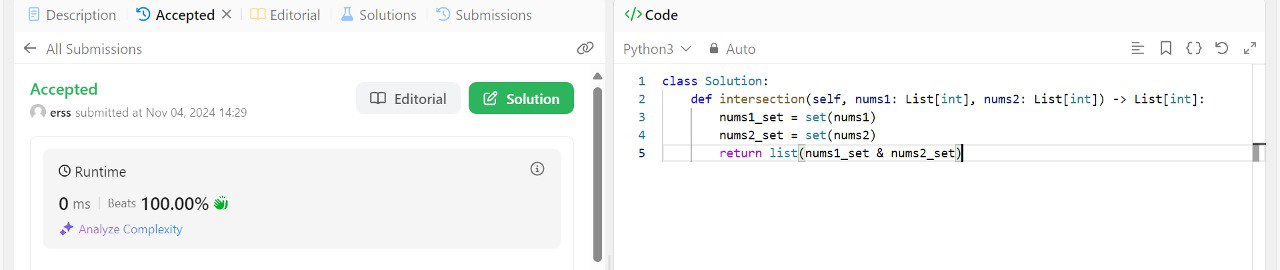 Description
Accepted
Editorial
Solutions
Submissions
All Submissions
Accepted
erss submitted at Nov 04, 2024 14:29
Editorial
Solution
Runtime
0 ms | Beats 100.00%
Analyze Complexity
</> Code
Python3
Auto
1 class Solution:
2     def intersection(self, nums1: List[int], nums2: List[int]) -> List[int]:
3         nums1_set = set(nums1)
4         nums2_set = set(nums2)
5         return list(nums1_set & nums2_set)